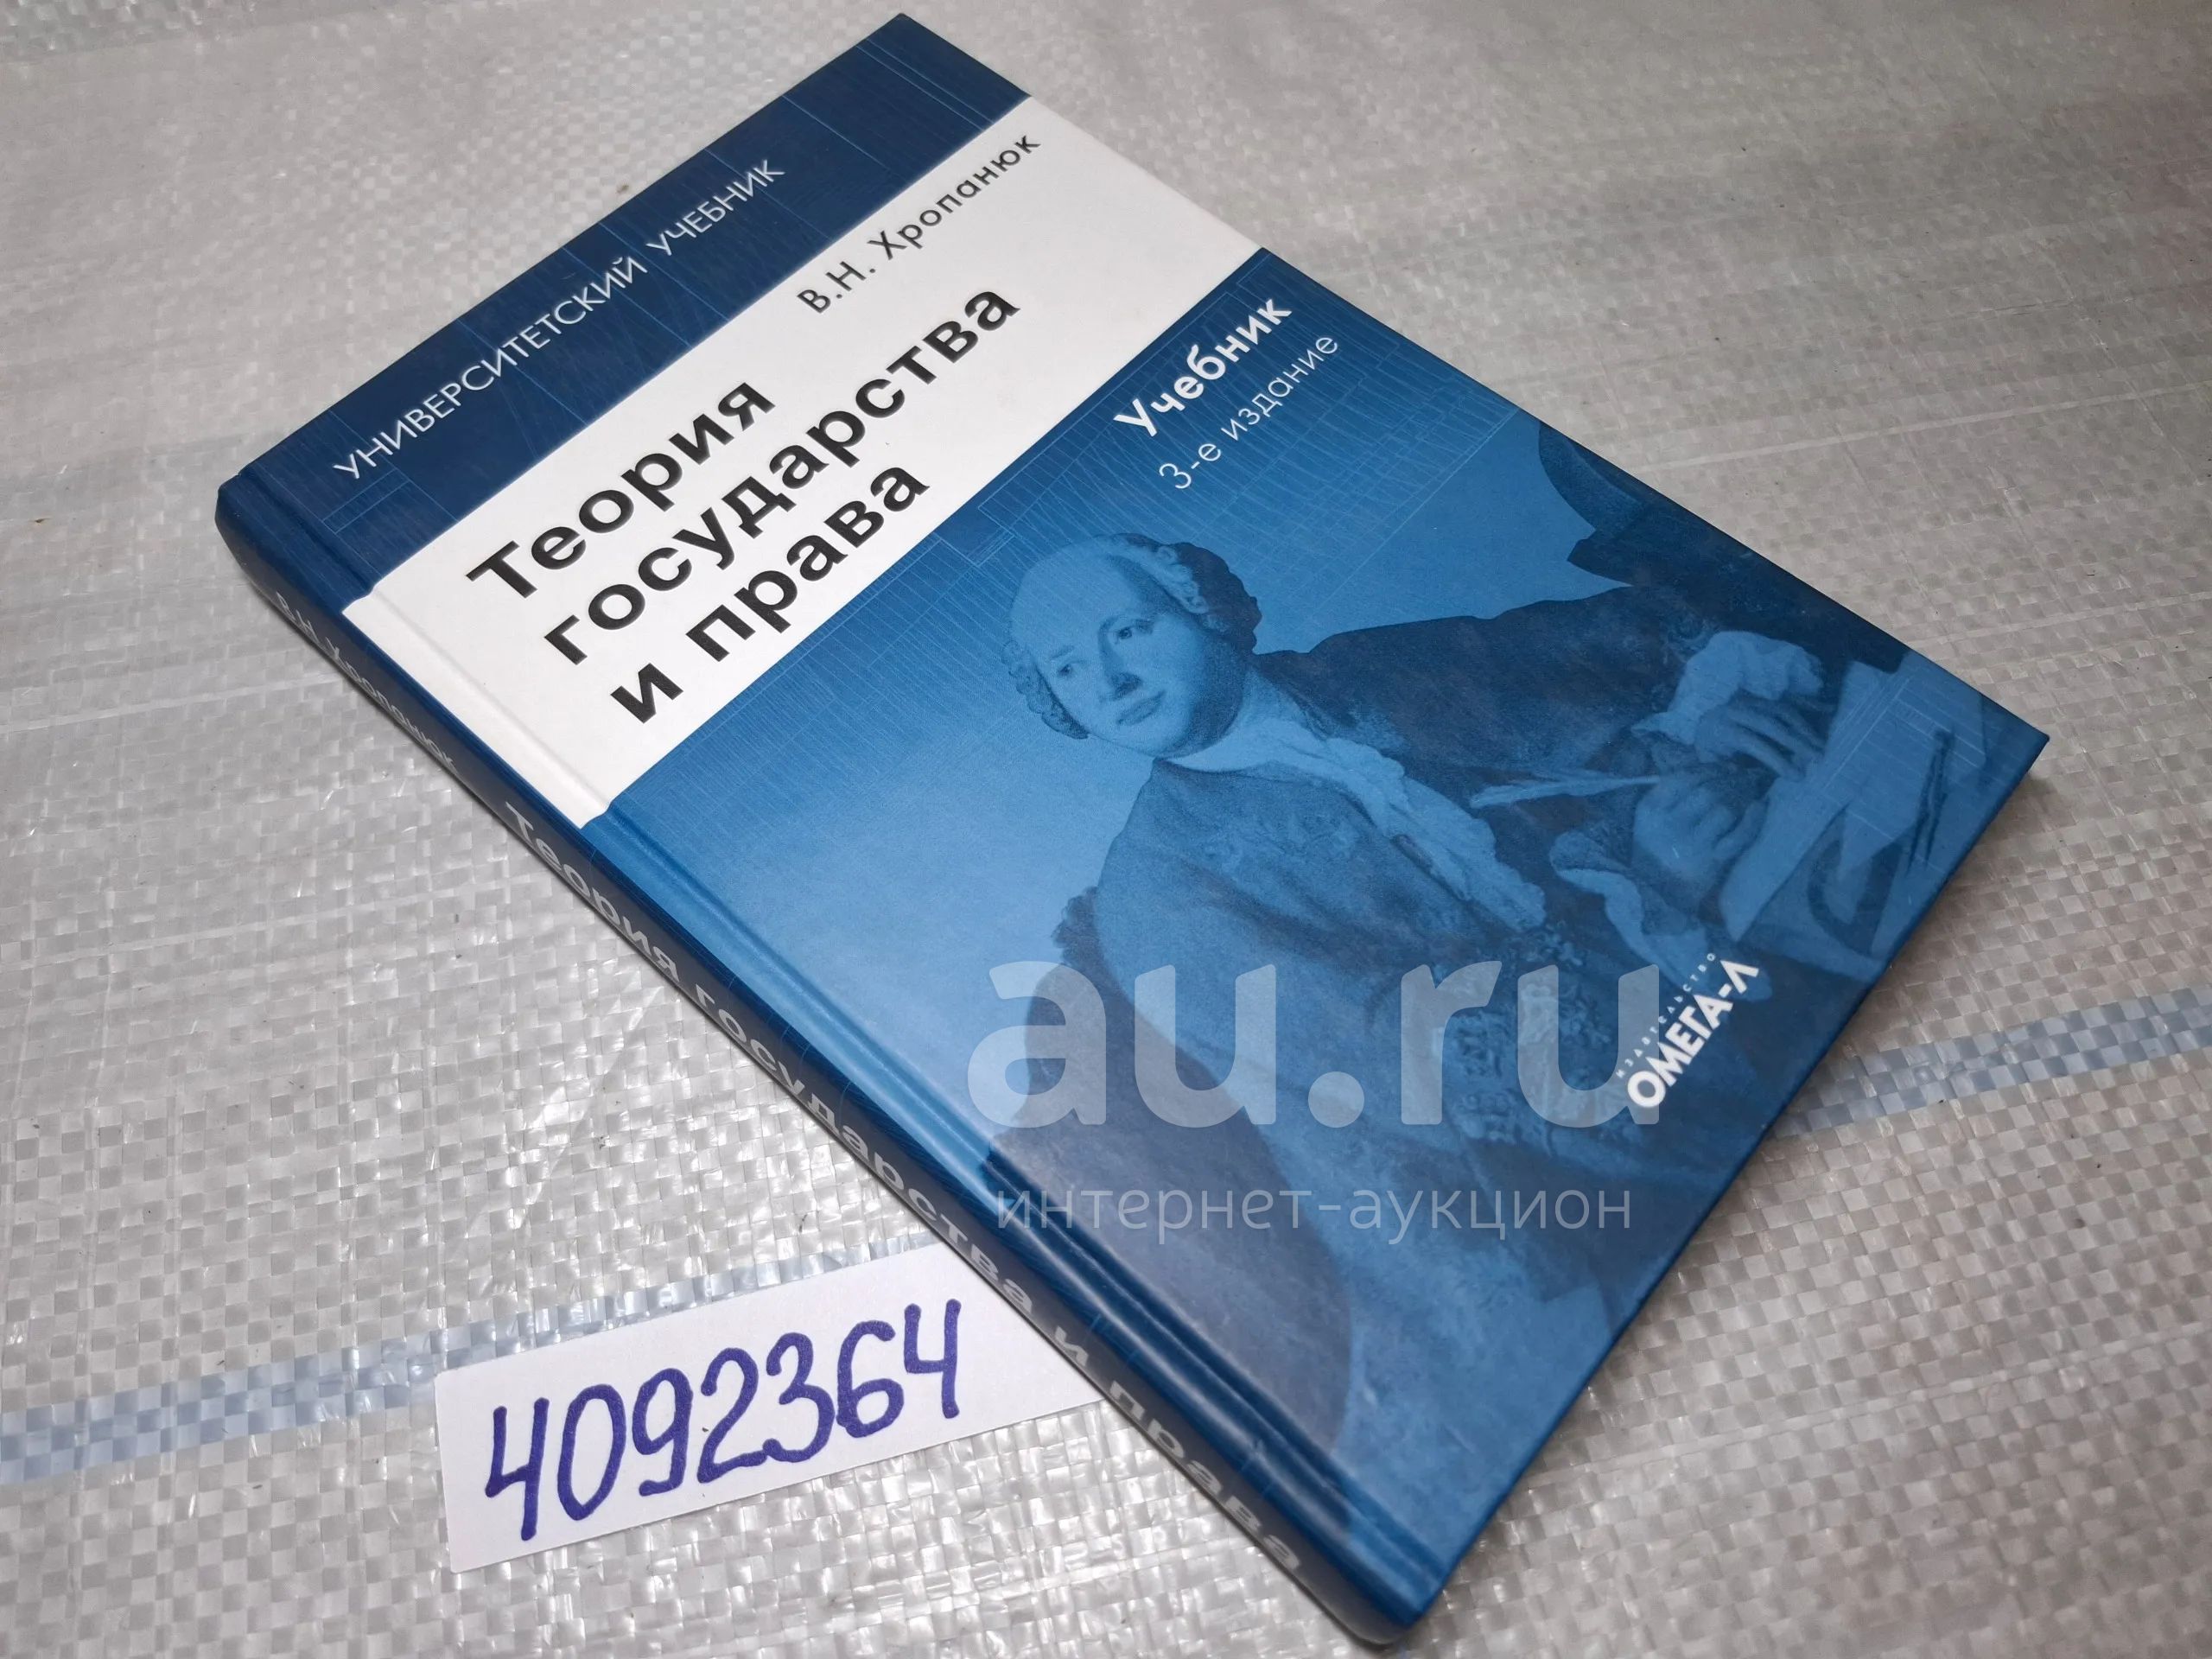 УНИВЕРСИТЕТСКИЙ УЧЕБНИК
В.Н. Хропанюк
Теория
государства
и права
Учебник
3-е издание
ИЗДАТЕЛЬСТВО
ОМЕГА-Л
В.Н. Хропанюк Теория государства и права
au.ru
интернет-аукцион
4092364